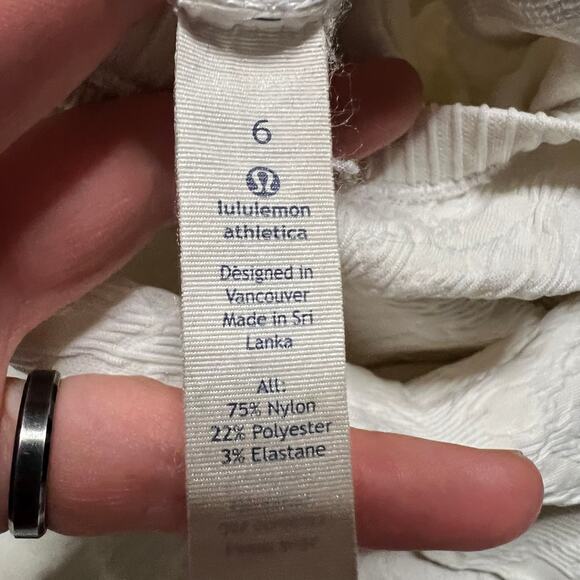 6
lululemon
athletica
Designed in
Vancouver
Made in Sri
Lanka
All:
75% Nylon
22% Polyester
3% Elastane